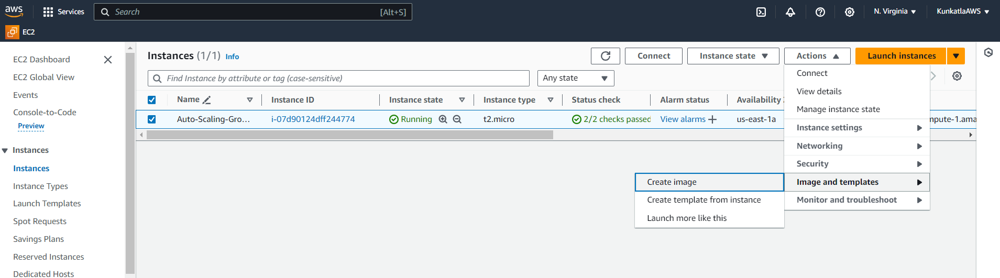 aws Services Search [Alt+S] N. Virginia KunkatlaAWS
EC2
EC2 Dashboard
EC2 Global View
Events
Console-to-Code
Preview
Instances
Instances
Instance Types
Launch Templates
Spot Requests
Savings Plans
Reserved Instances
Dedicated Hosts
Instances (1/1) Info Connect Instance state Actions Launch instances
Find Instance by attribute or tag (case-sensitive) Any state
Name Instance ID Instance state Instance type Status check Alarm status Availability
Auto-Scaling-Gro... i-07d90124dff244774 Running t2.micro 2/2 checks passed View alarms + us-east-1a mpute-1.ama
Connect
View details
Manage instance state
Instance settings
Networking
Security
Image and templates
Monitor and troubleshoot
Create image
Create template from instance
Launch more like this